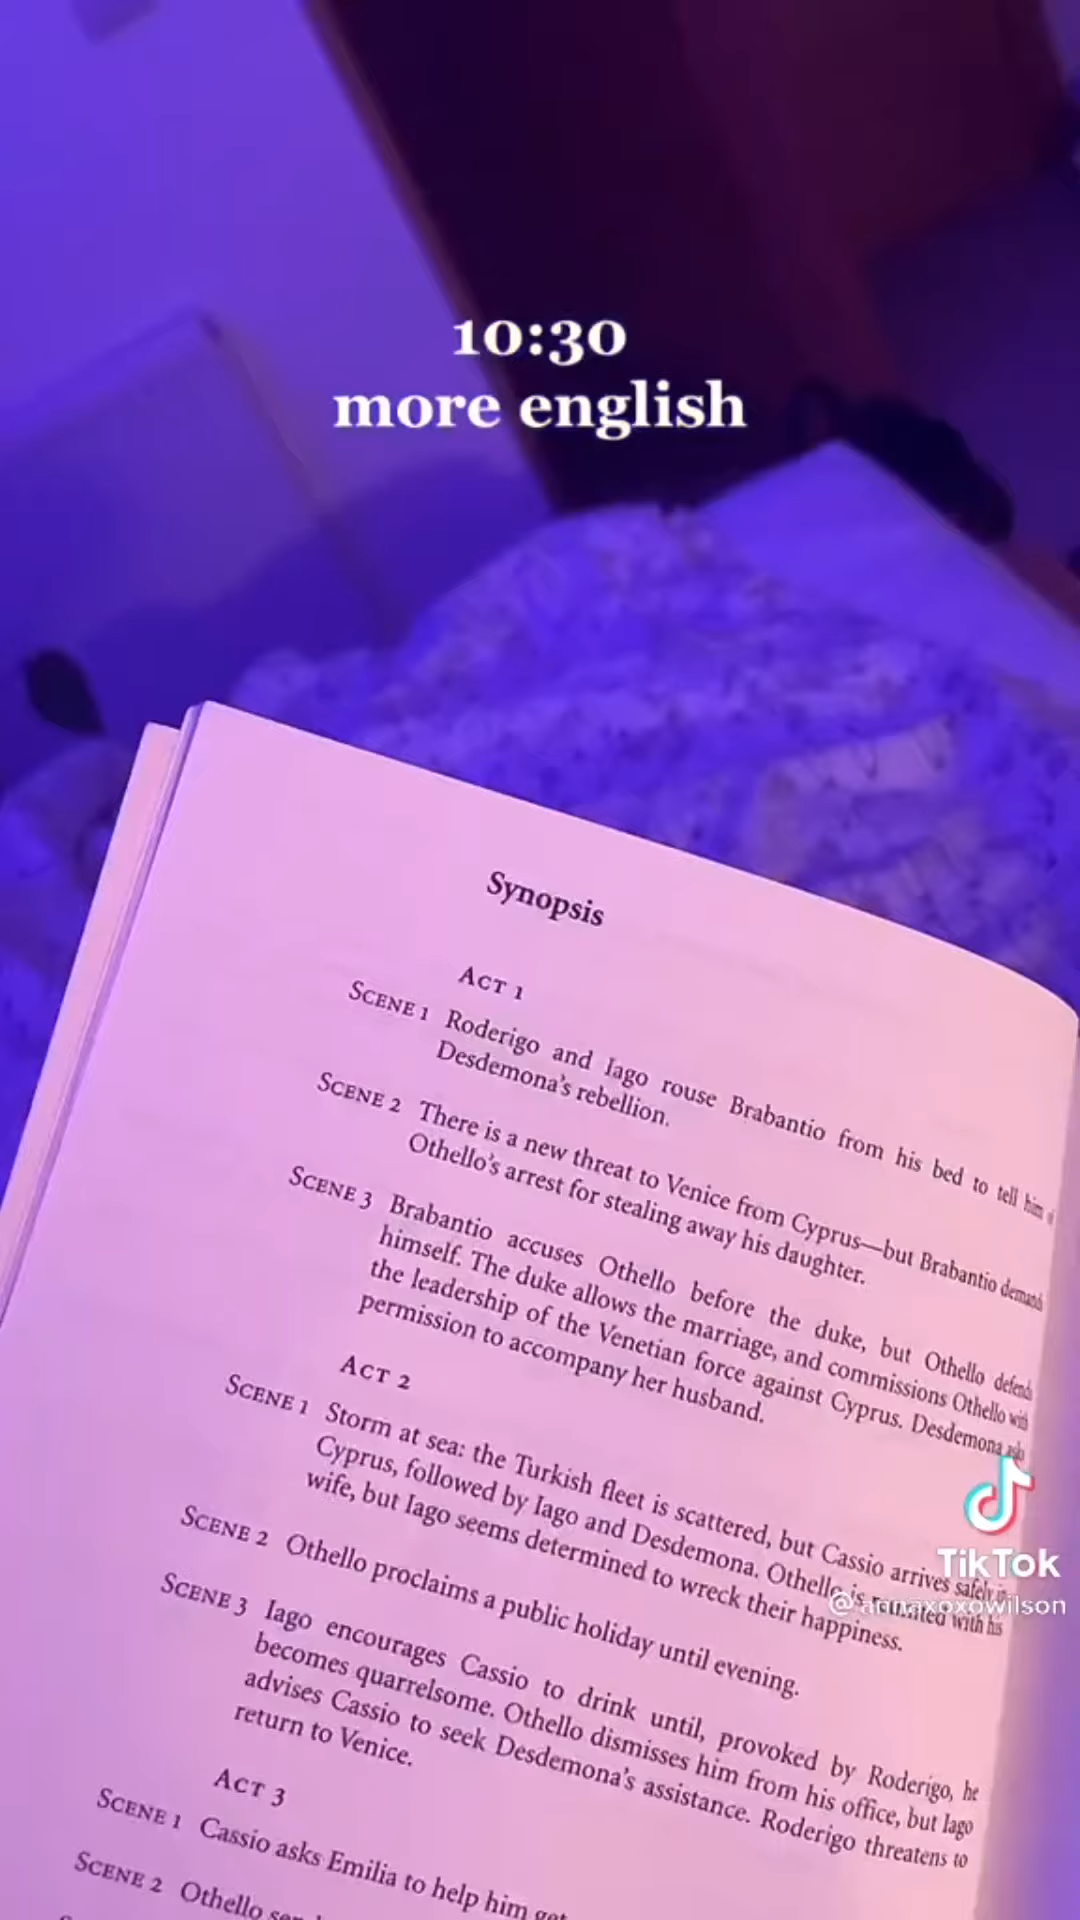 10:30
more english
Synopsis
ACT 1
SCENE 1 Roderigo and Iago rouse Brabantio from his bed to tell him of
Desdemona's rebellion.
SCENE 2 There is a new threat to Venice from Cyprus—but Brabantio demands
Othello's arrest for stealing away his daughter.
SCENE 3 Brabantio accuses Othello before the duke, but Othello defends
himself. The duke allows the marriage, and commissions Othello with
the leadership of the Venetian force against Cyprus. Desdemona asks
permission to accompany her husband.
ACT 2
SCENE 1 Storm at sea: the Turkish fleet is scattered, but Cassio arrives safely in
Cyprus, followed by Iago and Desdemona. Othello is reunited with his
wife, but Iago seems determined to wreck their happiness.
SCENE 2 Othello proclaims a public holiday until evening.
SCENE 3 Iago encourages Cassio to drink until, provoked by Roderigo, he
becomes quarrelsome. Othello dismisses him from his office, but Iago
advises Cassio to seek Desdemona's assistance. Roderigo threatens to
return to Venice.
ACT 3
SCENE 1 Cassio asks Emilia to help him get
SCENE 2 Othello
TikTok
@annaxoxowilson